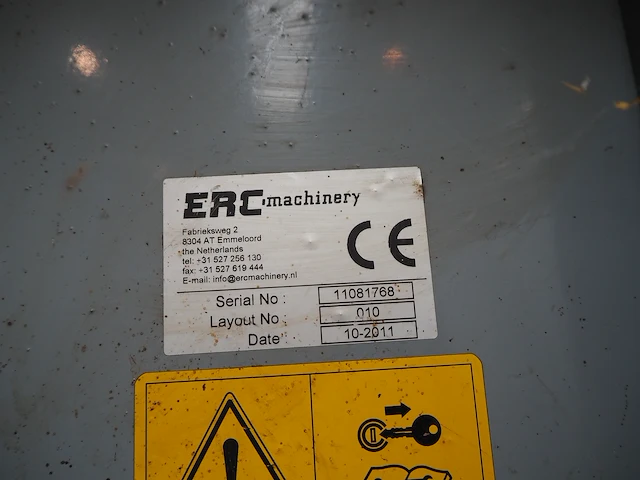 ERC-machinery
Fabrieksweg 2
8304 AT Emmeloord
the Netherlands
tel: +31 527 256 130
fax: +31 527 619 444
E-mail: info@ercmachinery.nl
CE
Serial No : 11081768
Layout No : 010
Date : 10-2011